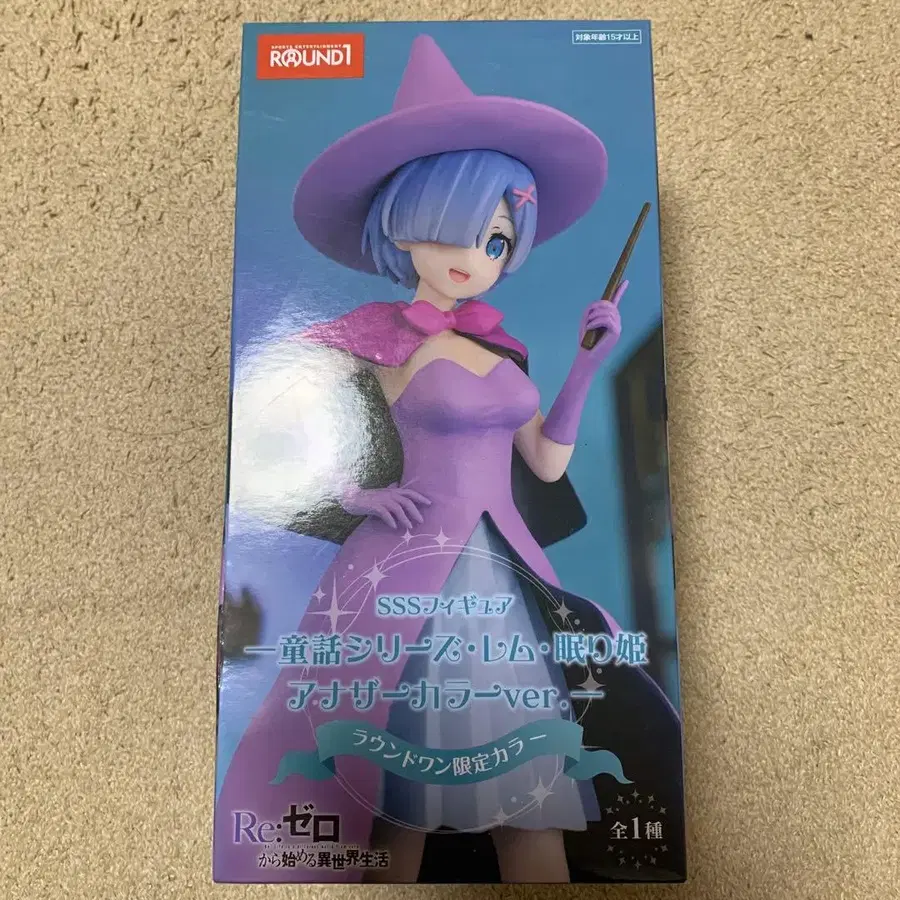 SPORTS ENTERTAINMENT
ROUND1
対象年齢15才以上
SSSフィギュア
―童話シリーズ・レム・眠り姫
アナザーカラーver.―
ラウンドワン限定カラー
Re:ゼロ
から始める異世界生活
全1種